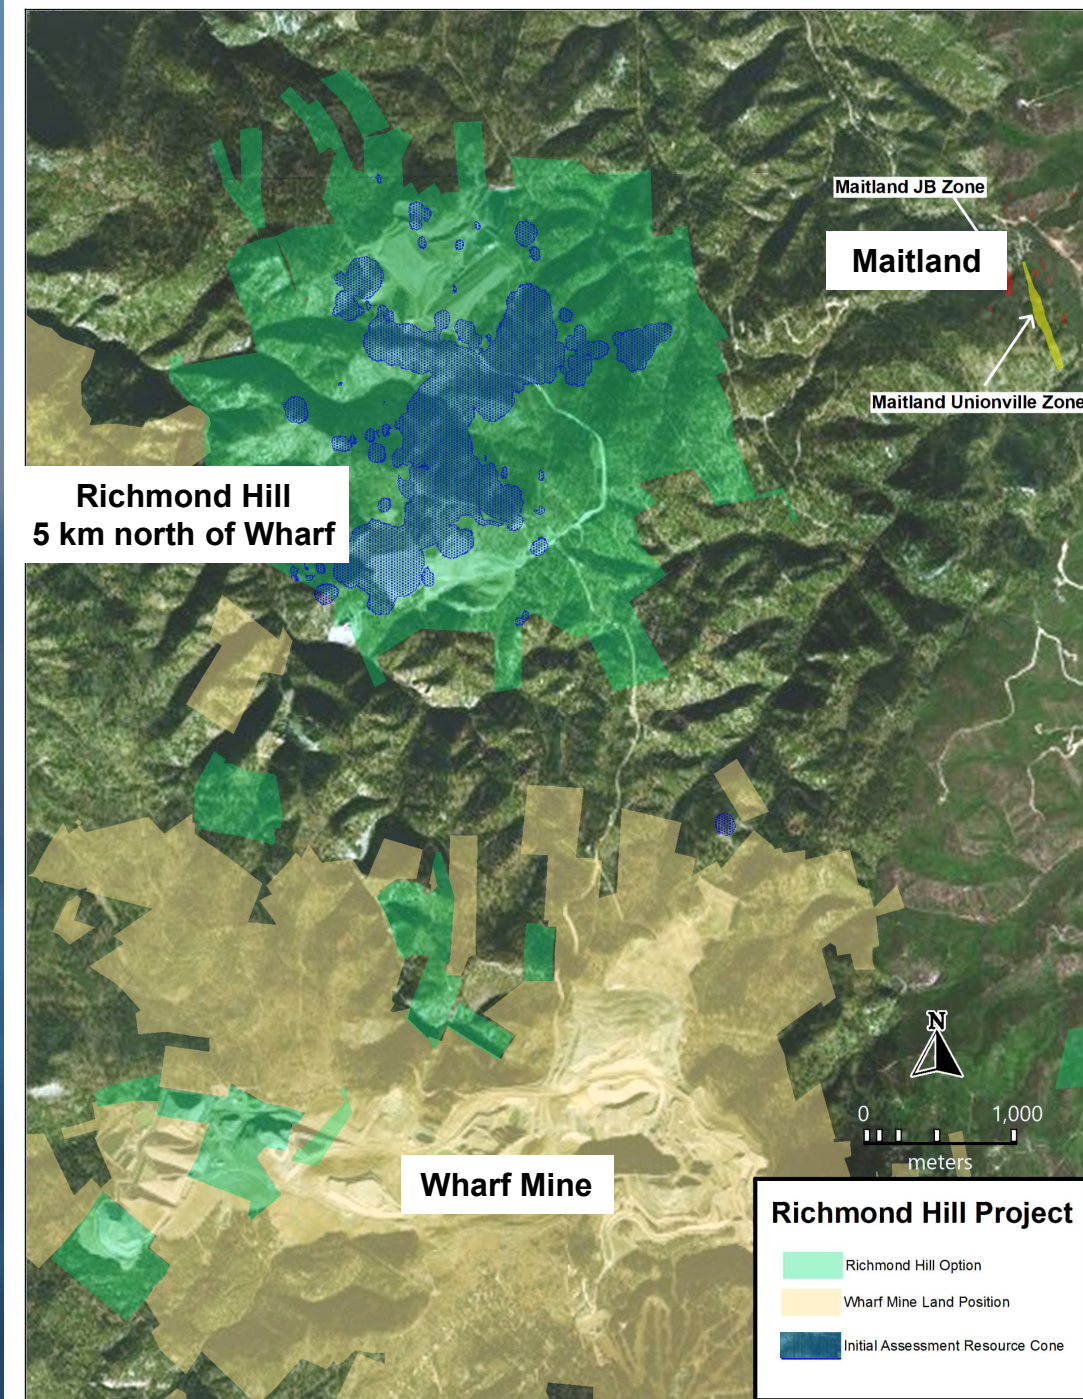 Maitland JB Zone
Maitland
Maitland Unionville Zone
Richmond Hill
5 km north of Wharf
N
0 1,000
meters
Wharf Mine
Richmond Hill Project
Richmond Hill Option
Wharf Mine Land Position
Initial Assessment Resource Cone